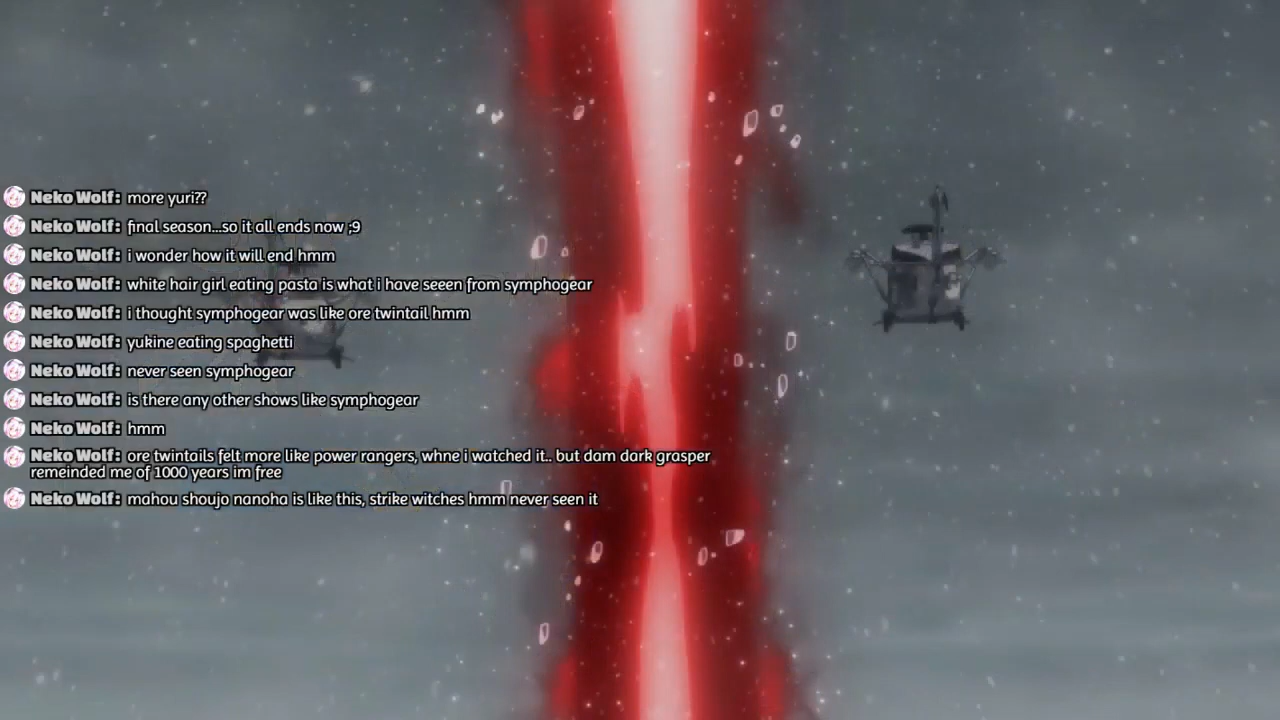 Neko Wolf: more yuri??
Neko Wolf: final season...so it all ends now ;9
Neko Wolf: i wonder how it will end hmm
Neko Wolf: white hair girl eating pasta is what i have seeen from symphogear
Neko Wolf: i thought symphogear was like ore twintail hmm
Neko Wolf: yukine eating spaghetti
Neko Wolf: never seen symphogear
Neko Wolf: is there any other shows like symphogear
Neko Wolf: hmm
Neko Wolf: ore twintails felt more like power rangers, whne i watched it.. but dam dark grasper
remeinded me of 1000 years im free
Neko Wolf: mahou shoujo nanoha is like this, strike witches hmm never seen it